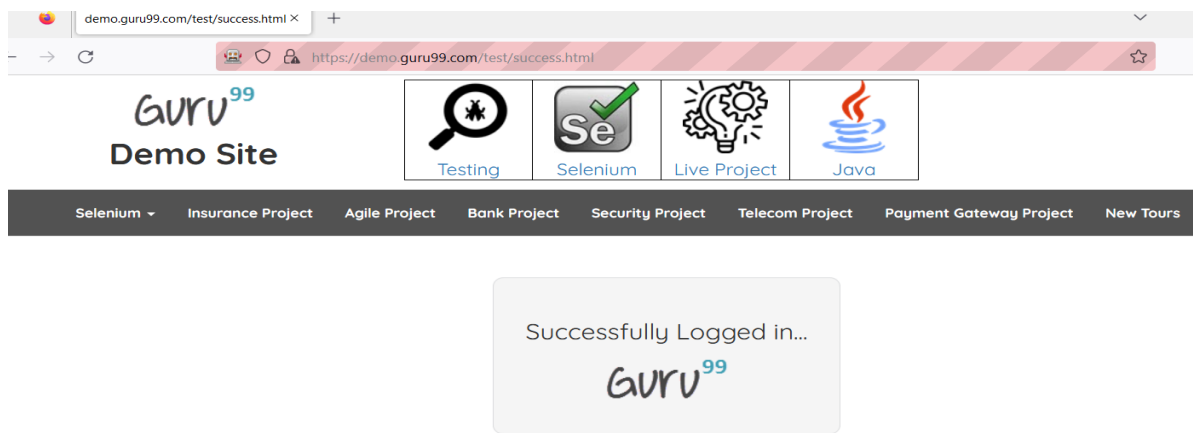 demo.guru99.com/test/success.html
https://demo.guru99.com/test/success.html
Guru99
Demo Site
Se
Testing Selenium Live Project Java
Selenium Insurance Project Agile Project Bank Project Security Project Telecom Project Payment Gateway Project New Tours
Successfully Logged in...
Guru99